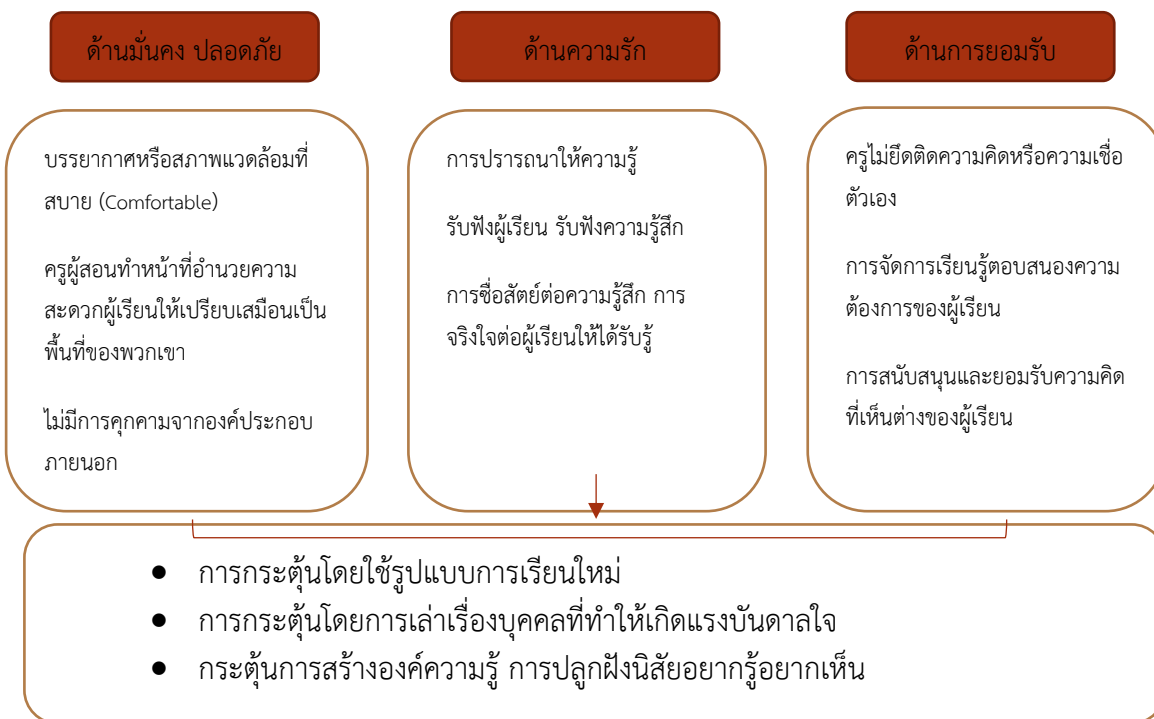 ด้านมั่นคง ปลอดภัย
บรรยากาศหรือสภาพแวดล้อมที่
สบาย (Comfortable)
ครูผู้สอนทำหน้าที่อำนวยความ
สะดวกผู้เรียนให้เปรียบเสมือนเป็น
พื้นที่ของพวกเขา
ไม่มีการคุกคามจากองค์ประกอบ
ภายนอก
ด้านความรัก
การปรารถนาให้ความรู้
รับฟังผู้เรียน รับฟังความรู้สึก
การซื่อสัตย์ต่อความรู้สึก การ
จริงใจต่อผู้เรียนให้ได้รับรู้
ด้านการยอมรับ
ครูไม่ยึดติดความคิดหรือความเชื่อ
ตัวเอง
การจัดการเรียนรู้ตอบสนองความ
ต้องการของผู้เรียน
การสนับสนุนและยอมรับความคิด
ที่เห็นต่างของผู้เรียน
● การกระตุ้นโดยใช้รูปแบบการเรียนใหม่
● การกระตุ้นโดยการเล่าเรื่องบุคคลที่ทำให้เกิดแรงบันดาลใจ
● กระตุ้นการสร้างองค์ความรู้ การปลูกฝังนิสัยอยากรู้อยากเห็น